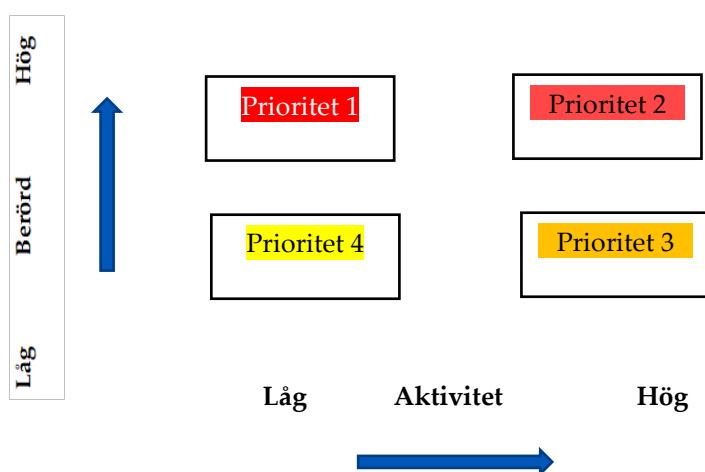 Hög
Prioritet 1
Prioritet 2
Berörd
Prioritet 4
Prioritet 3
Låg
Låg
Aktivitet
Hög